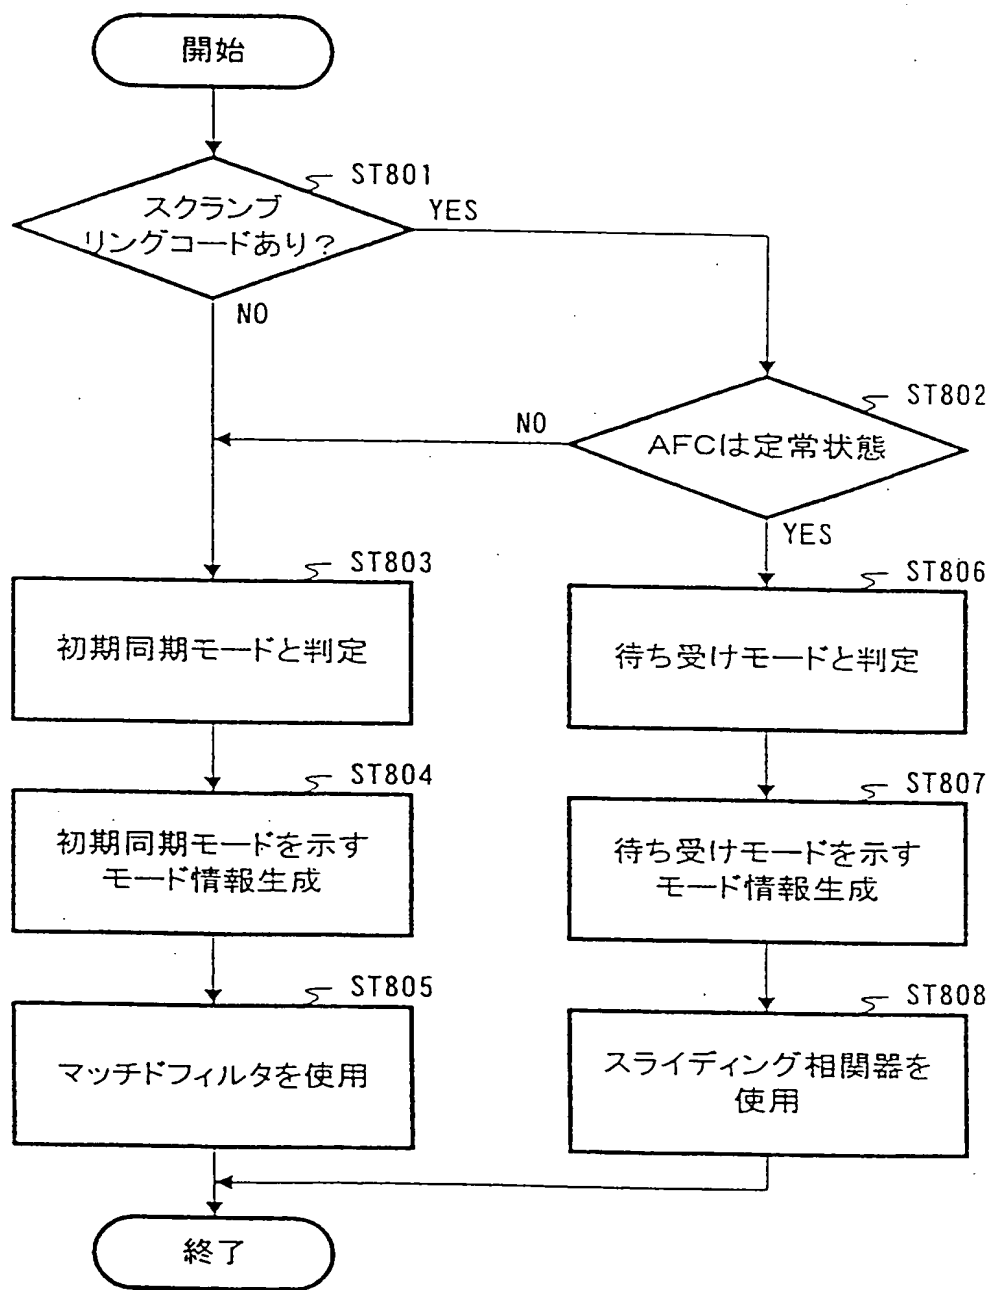 開始
ST801
スクランブ
リングコードあり?
YES
NO
ST802
AFCは定常状態
NO
YES
ST803
初期同期モードと判定
ST806
待ち受けモードと判定
ST804
初期同期モードを示す
モード情報生成
ST807
待ち受けモードを示す
モード情報生成
ST805
マッチドフィルタを使用
ST808
スライディング相関器を
使用
終了